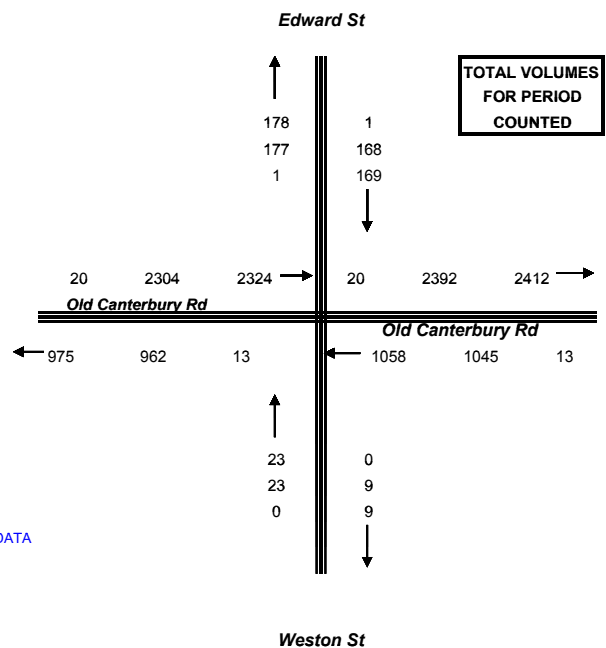 Edward St
TOTAL VOLUMES
FOR PERIOD
COUNTED
178 1
177 168
1 169
20 2304 2324 20 2392 2412
Old Canterbury Rd
Old Canterbury Rd
975 962 13 1058 1045 13
23 0
23 9
0 9
DATA
Weston St